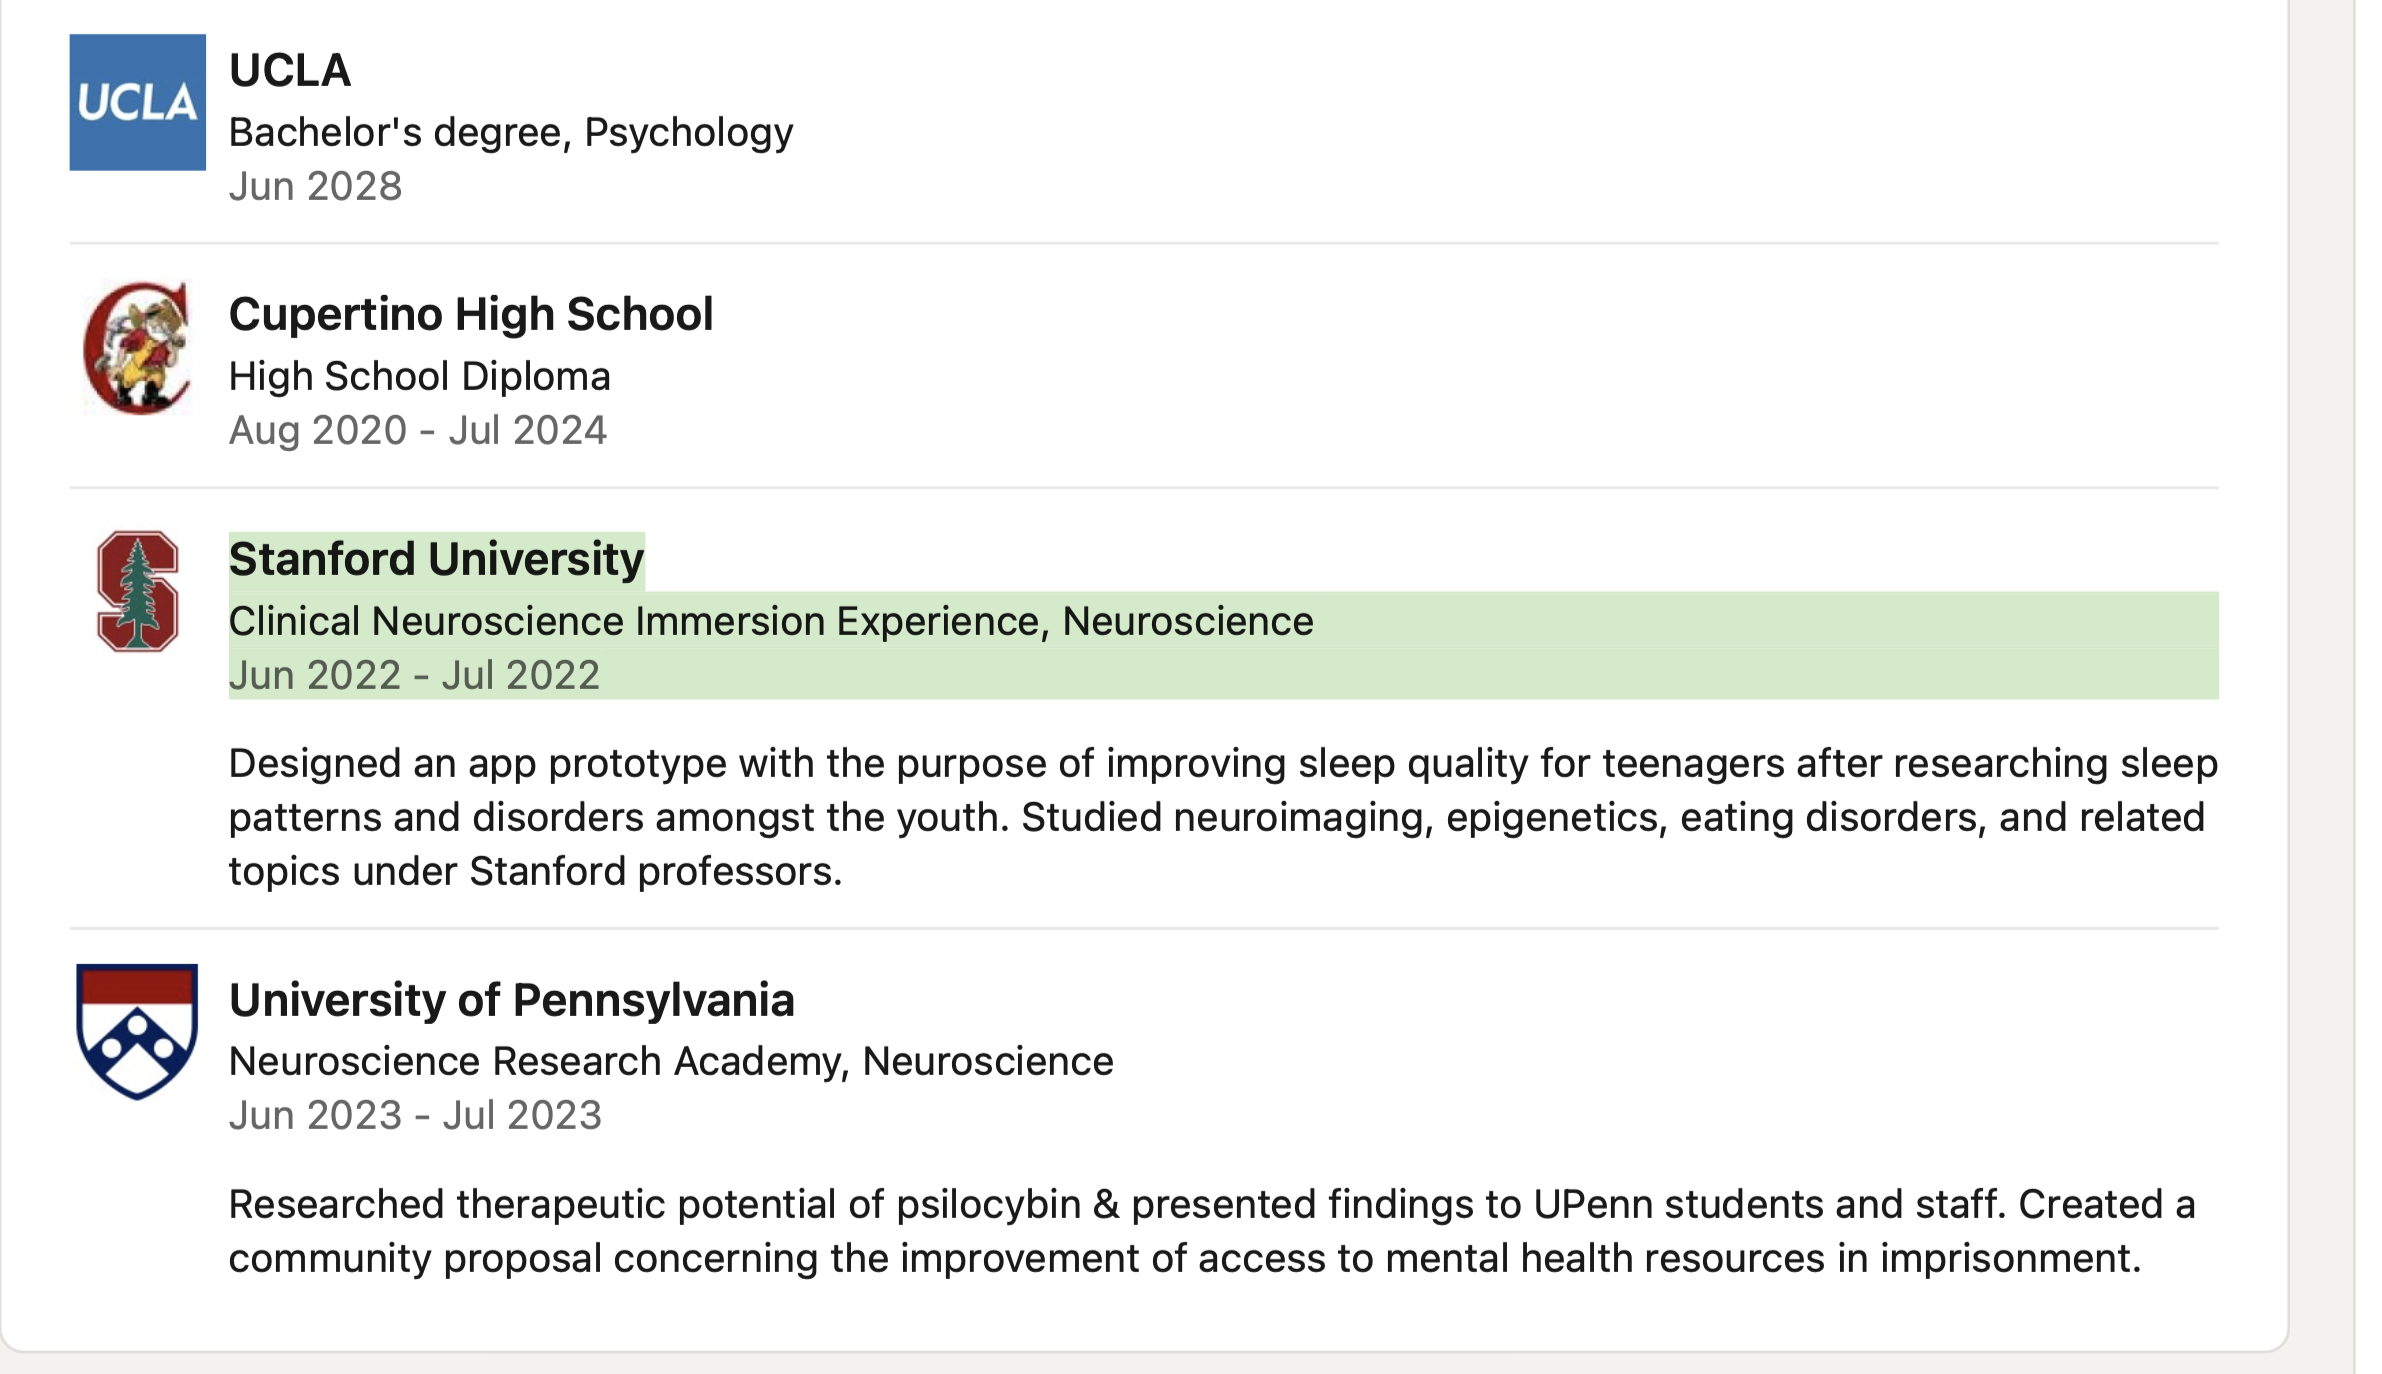 UCLA
UCLA
Bachelor's degree, Psychology
Jun 2028
Cupertino High School
High School Diploma
Aug 2020 - Jul 2024
Stanford University
Clinical Neuroscience Immersion Experience, Neuroscience
Jun 2022 - Jul 2022
Designed an app prototype with the purpose of improving sleep quality for teenagers after researching sleep
patterns and disorders amongst the youth. Studied neuroimaging, epigenetics, eating disorders, and related
topics under Stanford professors.
University of Pennsylvania
Neuroscience Research Academy, Neuroscience
Jun 2023 - Jul 2023
Researched therapeutic potential of psilocybin & presented findings to UPenn students and staff. Created a
community proposal concerning the improvement of access to mental health resources in imprisonment.